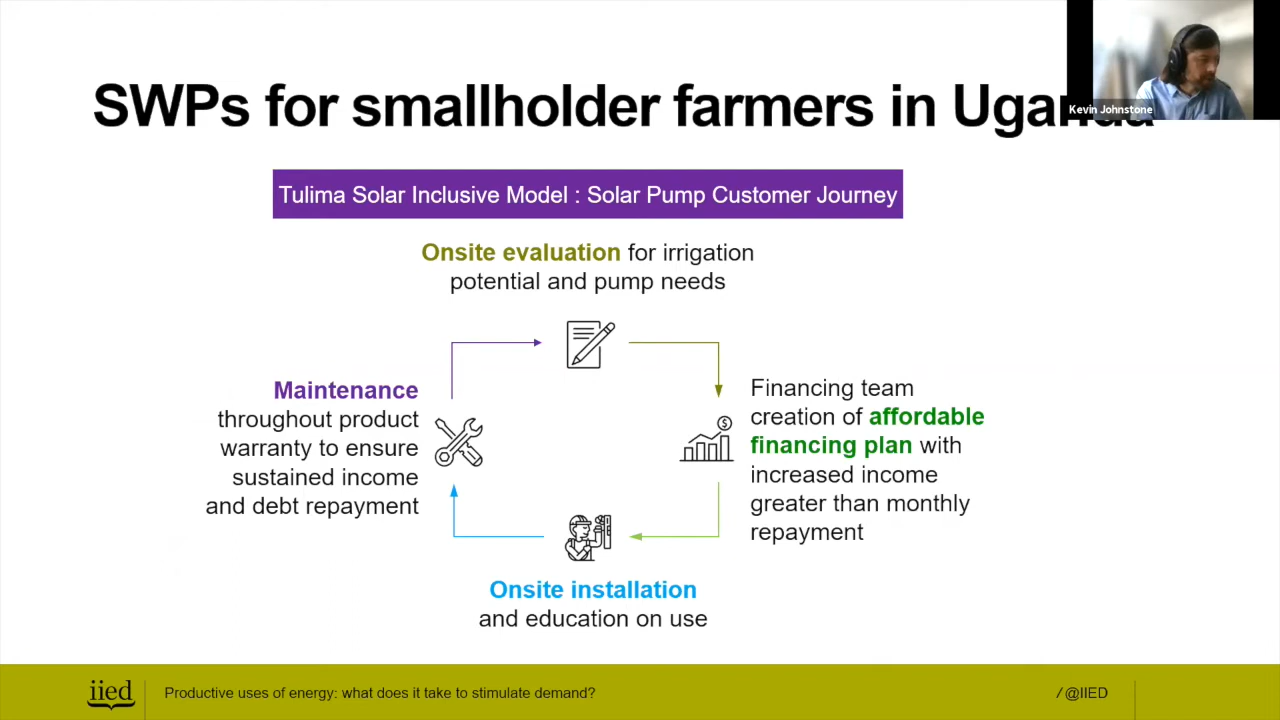 SWPs for smallholder farmers in Uganda
Kevin Johnstone
Tulima Solar Inclusive Model : Solar Pump Customer Journey
Onsite evaluation for irrigation
potential and pump needs
Maintenance
throughout product
warranty to ensure
sustained income
and debt repayment
Financing team
creation of affordable
financing plan with
increased income
greater than monthly
repayment
$
Onsite installation
and education on use
iied
Productive uses of energy: what does it take to stimulate demand?
/ @IIED